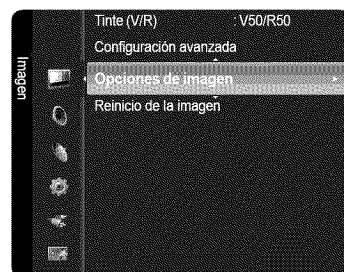 Imagen
Tinte (V/R) : V50/R50
Configuración avanzada
Opciones de imagen
Reinicio de la imagen